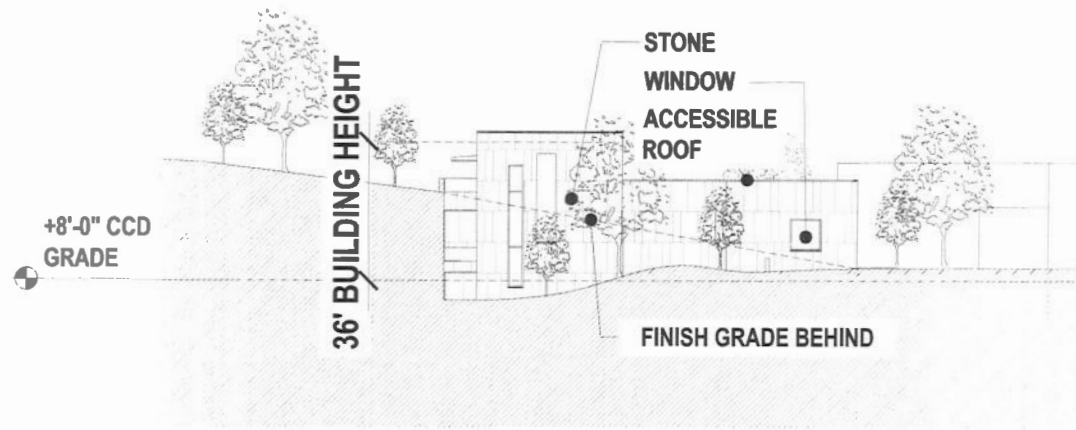 STONE
WINDOW
ACCESSIBLE
ROOF
36' BUILDING HEIGHT
+8'-0" CCD
GRADE
FINISH GRADE BEHIND